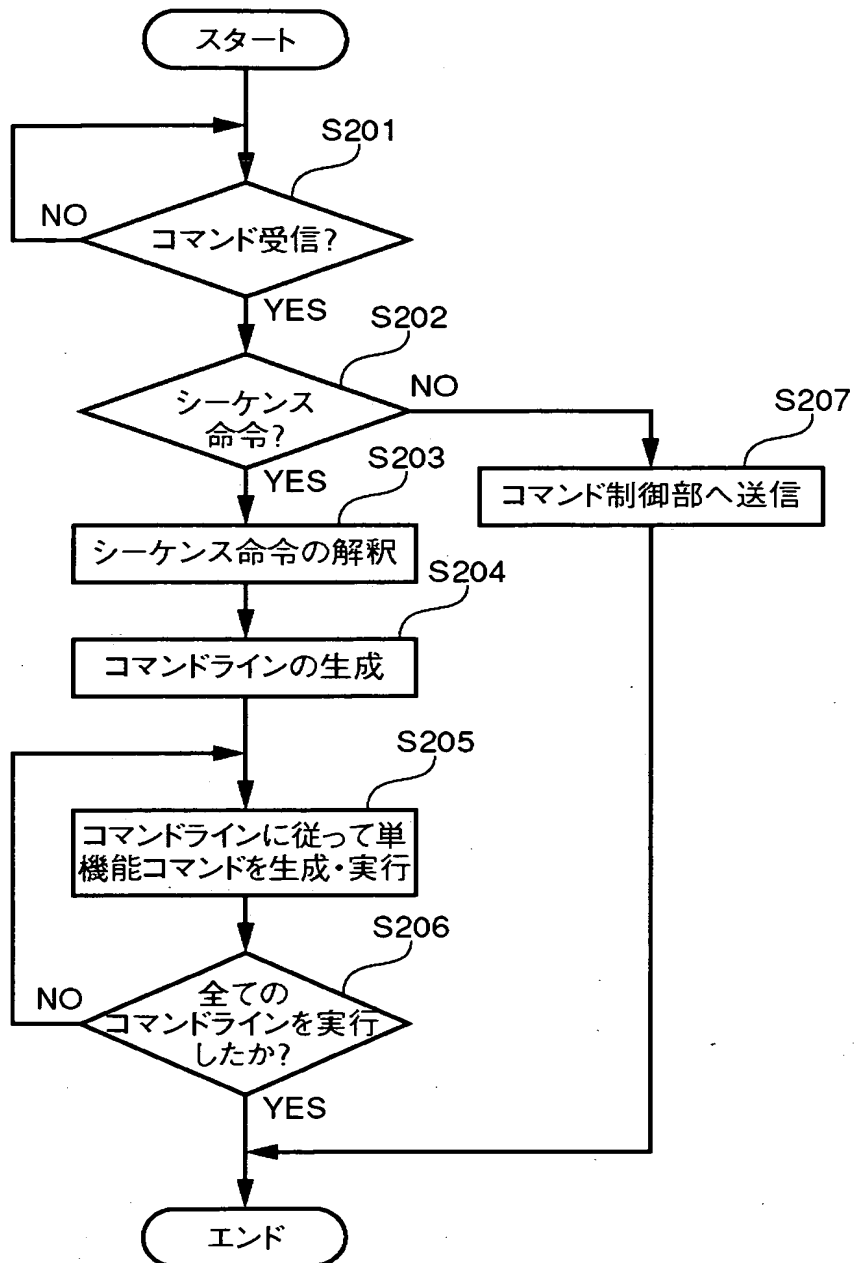 スタート
S201
NO
コマンド受信?
YES
S202
シーケンス
命令?
NO
S207
コマンド制御部へ送信
YES
S203
シーケンス命令の解釈
S204
コマンドラインの生成
S205
コマンドラインに従って単
機能コマンドを生成・実行
S206
NO
全ての
コマンドラインを実行
したか?
YES
エンド